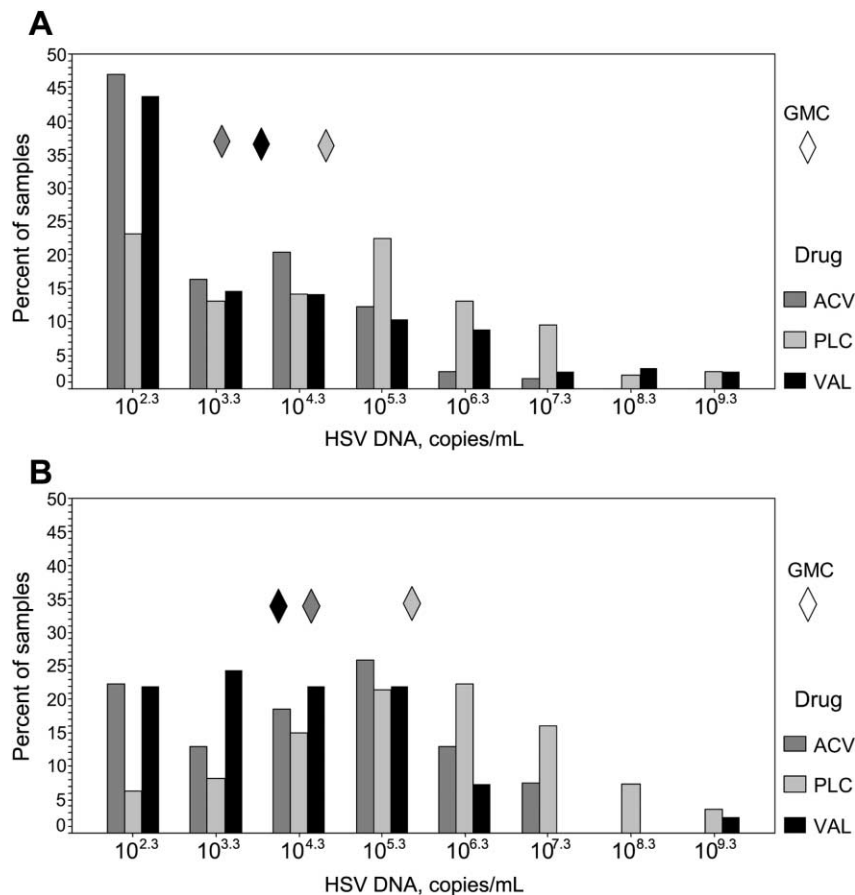 A
Percent of samples
50
45
40
35
30
25
20
15
10
5
0
10^2.3 10^3.3 10^4.3 10^5.3 10^6.3 10^7.3 10^8.3 10^9.3
HSV DNA, copies/mL
GMC
Drug
ACV
PLC
VAL
B
Percent of samples
50
45
40
35
30
25
20
15
10
5
0
10^2.3 10^3.3 10^4.3 10^5.3 10^6.3 10^7.3 10^8.3 10^9.3
HSV DNA, copies/mL
GMC
Drug
ACV
PLC
VAL